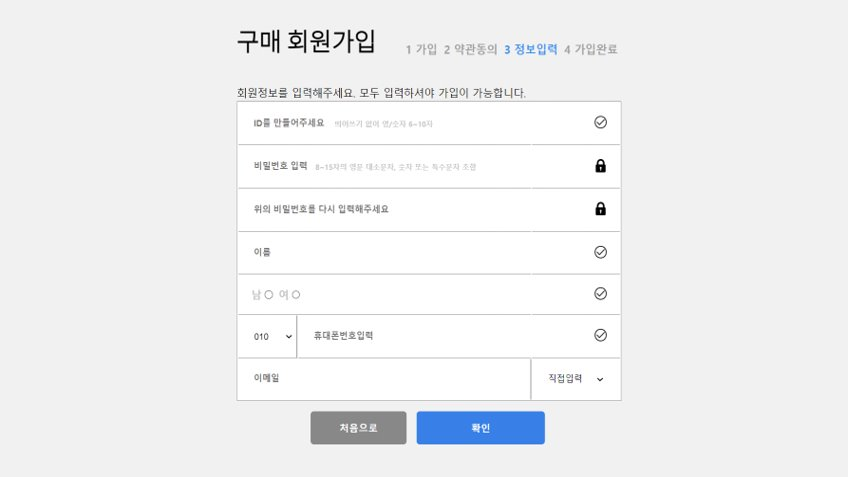 구매 회원가입
1 가입 2 약관동의 3 정보입력 4 가입완료
회원정보를 입력해주세요. 모두 입력하셔야 가입이 가능합니다.
ID를 만들어주세요 띄어쓰기 없이 영/숫자 6~10자
비밀번호 입력 8~15자의 영문 대소문자, 숫자 또는 특수문자 조합
위의 비밀번호를 다시 입력해주세요
이름
남 여
010 휴대폰번호입력
이메일 직접입력
처음으로 확인